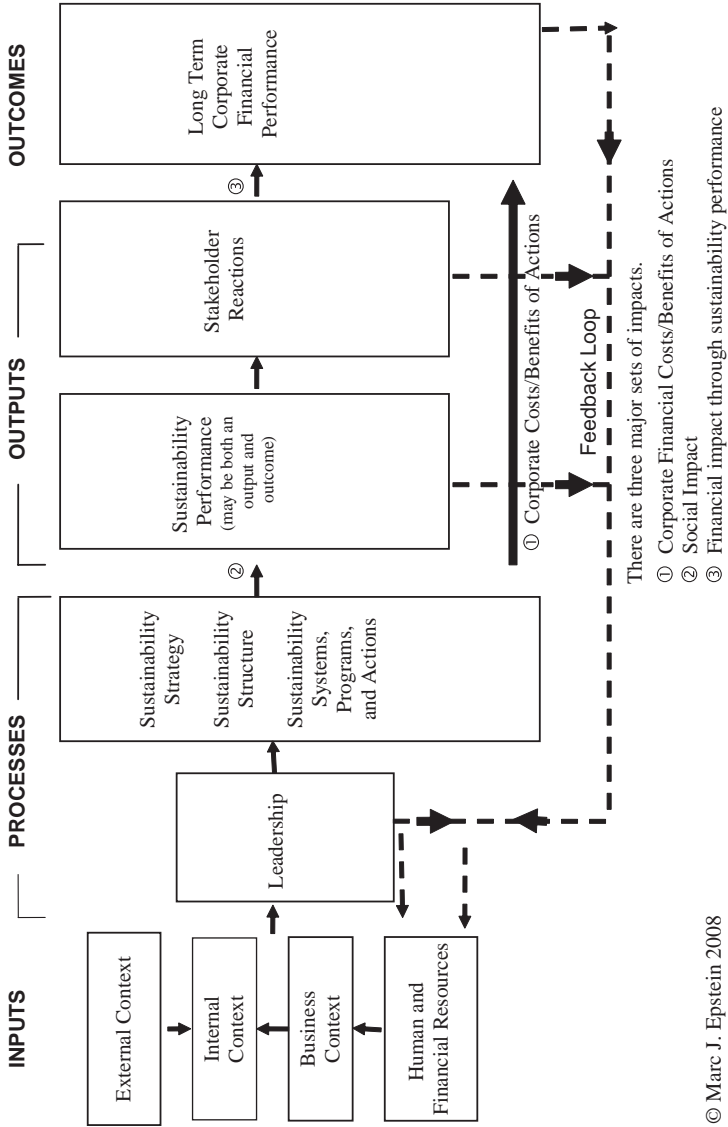 INPUTS
PROCESSES
OUTPUTS
OUTCOMES
External Context
Internal
Context
Business
Context
Human and
Financial Resources
Leadership
Sustainability
Strategy
Sustainability
Structure
Sustainability
Systems,
Programs,
and Actions
②
Sustainability
Performance
(may be both an
output and
outcome)
Stakeholder
Reactions
③
Long Term
Corporate
Financial
Performance
① Corporate Costs/Benefits of Actions
Feedback Loop
There are three major sets of impacts.
① Corporate Financial Costs/Benefits of Actions
② Social Impact
③ Financial impact through sustainability performance
© Marc J. Epstein 2008